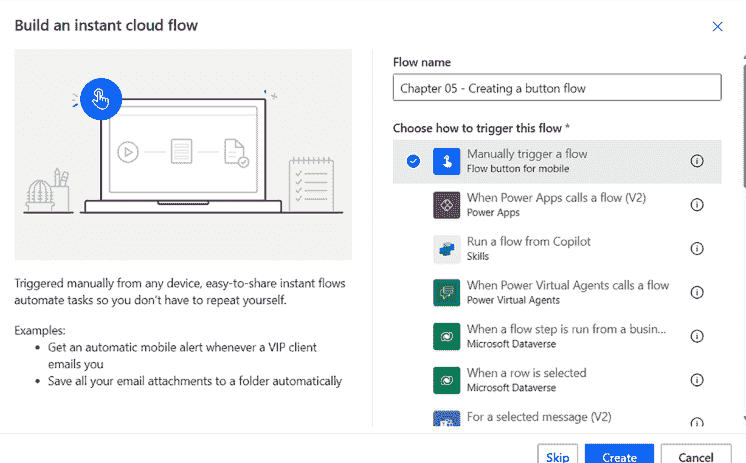 Build an instant cloud flow
Triggered manually from any device, easy-to-share instant flows
automate tasks so you don't have to repeat yourself.
Examples:
Get an automatic mobile alert whenever a VIP client
emails you
Save all your email attachments to a folder automatically
Flow name
Chapter 05 - Creating a button flow
Choose how to trigger this flow *
Manually trigger a flow
Flow button for mobile
When Power Apps calls a flow (V2)
Power Apps
Run a flow from Copilot
Skills
When Power Virtual Agents calls a flow
Power Virtual Agents
When a flow step is run from a busin...
Microsoft Dataverse
When a row is selected
Microsoft Dataverse
For a selected message (V2)
Skip
Create
Cancel